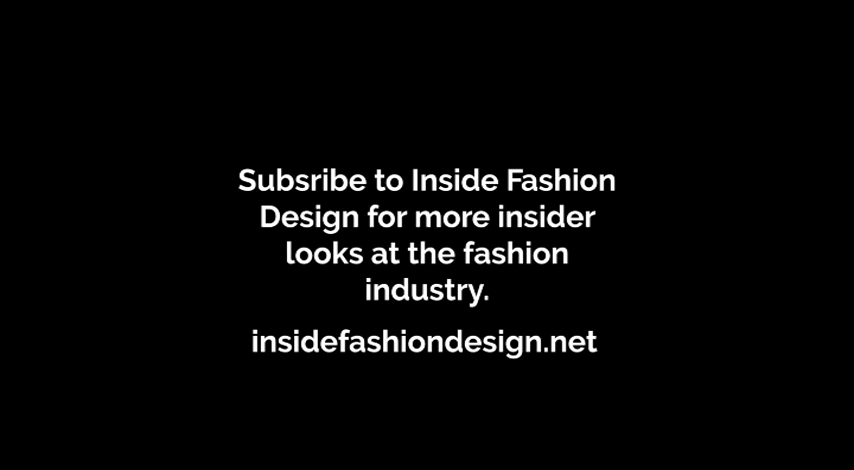 Subsribe to Inside Fashion
Design for more insider
looks at the fashion
industry.
insidefashiondesign.net